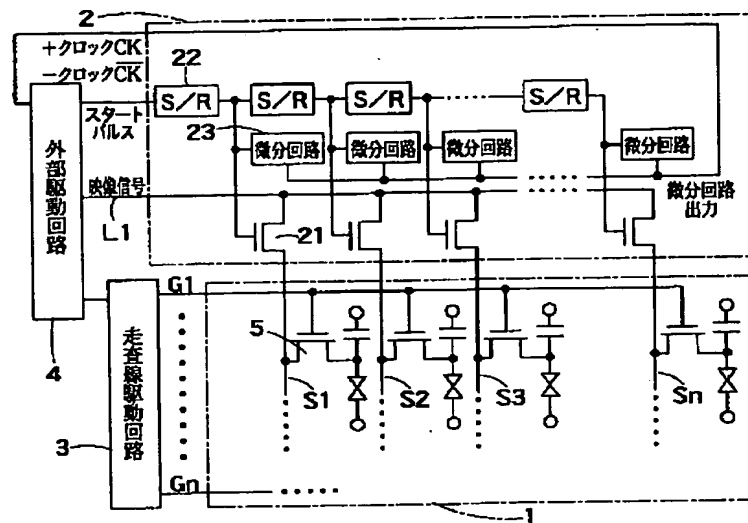 2
+クロックCK
−クロックC̅K̅
22
S/R
S/R
S/R
S/R
スタート
パルス
23
微分回路
微分回路
微分回路
微分回路
外部駆動回路
映像信号
L1
微分回路
出力
21
4
G1
5
走査線駆動回路
S1
S2
S3
Sn
3
Gn
1